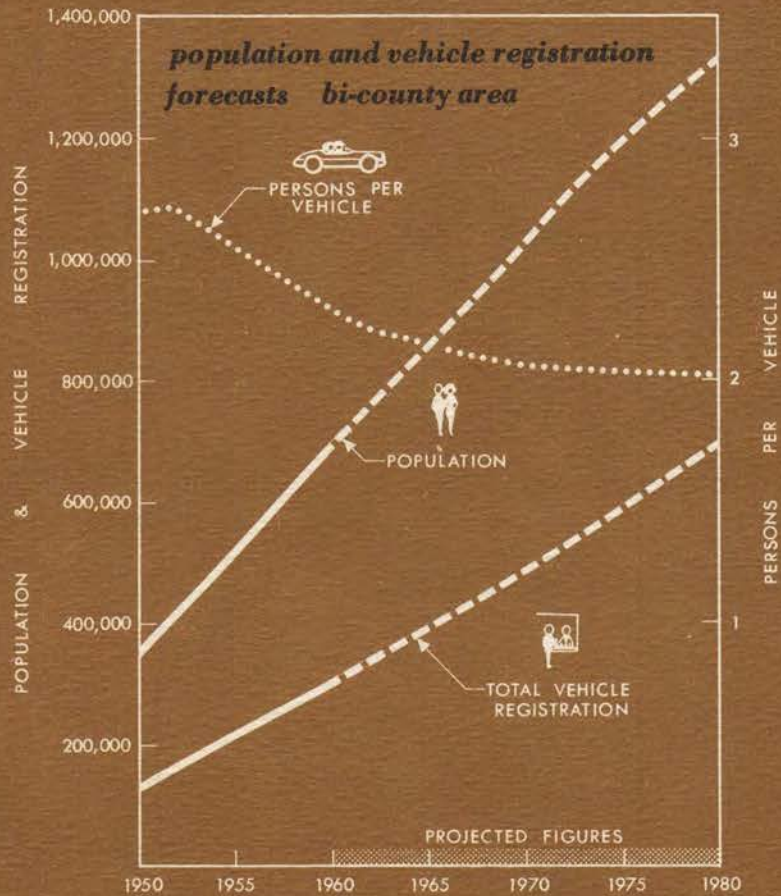 population and vehicle registration
forecasts bi-county area
1,400,000
1,200,000
1,000,000
800,000
600,000
400,000
200,000
POPULATION & VEHICLE REGISTRATION
PERSONS PER
VEHICLE
POPULATION
TOTAL VEHICLE
REGISTRATION
3
2
1
PERSONS PER VEHICLE
PROJECTED FIGURES
1950 1955 1960 1965 1970 1975 1980